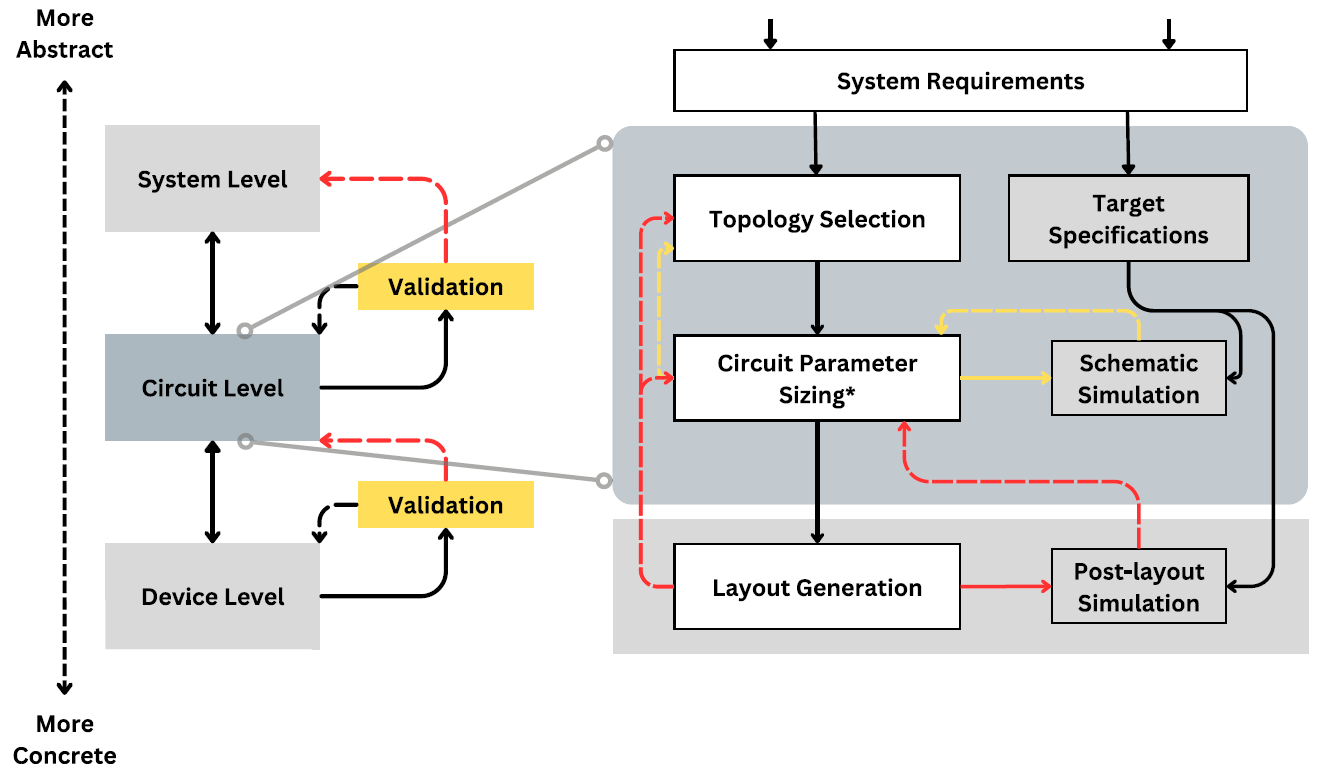 More
Abstract
System Level
Validation
Circuit Level
Validation
Device Level
More
Concrete
System Requirements
Topology Selection
Target
Specifications
Circuit Parameter
Sizing*
Schematic
Simulation
Layout Generation
Post-layout
Simulation